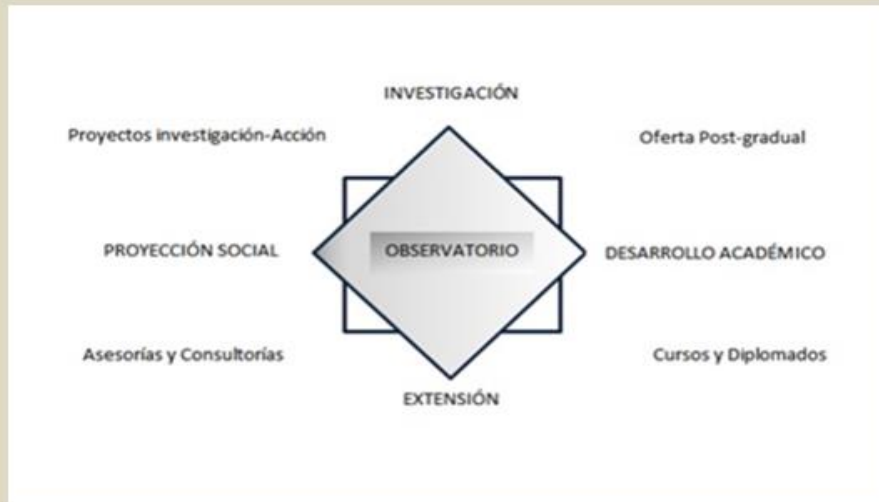 INVESTIGACIÓN
Proyectos investigación-Acción
Oferta Post-gradual
PROYECCIÓN SOCIAL
OBSERVATORIO
DESARROLLO ACADÉMICO
Asesorías y Consultorías
Cursos y Diplomados
EXTENSIÓN